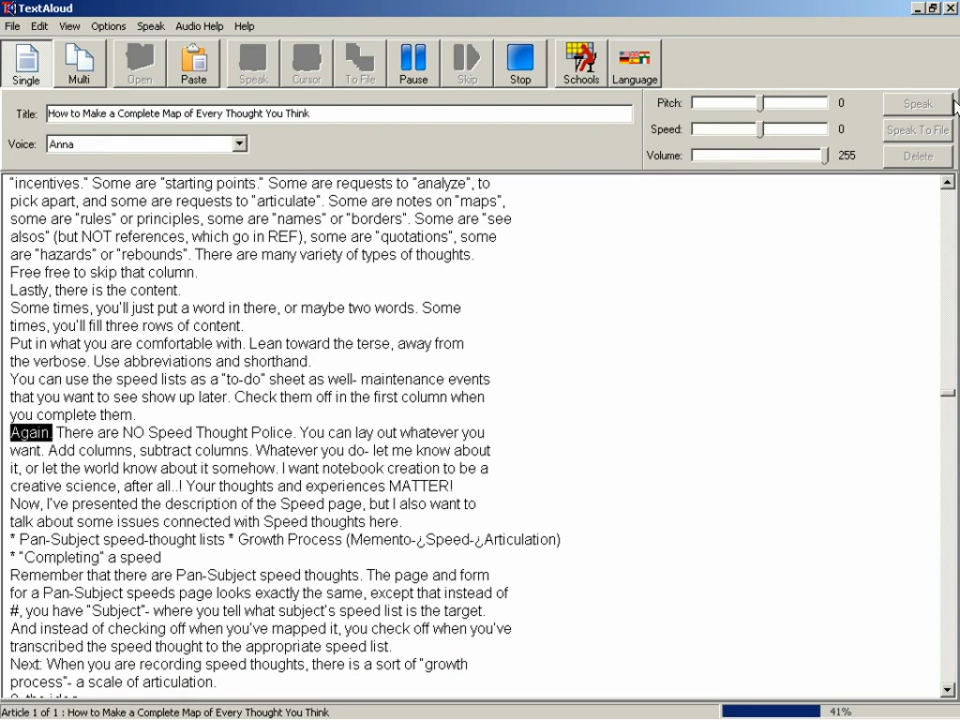 TextAloud
File Edit View Options Speak Audio Help Help
Single Multi Open Paste Speak Cursor To File Pause Skip Stop Schools Language
Title: How to Make a Complete Map of Every Thought You Think
Voice: Anna
Pitch: 0
Speed: 0
Volume: 255
Speak
Speak To File
Delete
"incentives." Some are "starting points." Some are requests to "analyze", to
pick apart, and some are requests to "articulate". Some are notes on "maps",
some are "rules" or principles, some are "names" or "borders". Some are "see
alsos" (but NOT references, which go in REF), some are "quotations", some
are "hazards" or "rebounds". There are many variety of types of thoughts.
Free free to skip that column.
Lastly, there is the content.
Some times, you'll just put a word in there, or maybe two words. Some
times, you'll fill three rows of content.
Put in what you are comfortable with. Lean toward the terse, away from
the verbose. Use abbreviations and shorthand.
You can use the speed lists as a "to-do" sheet as well- maintenance events
that you want to see show up later. Check them off in the first column when
you complete them.
Again. There are NO Speed Thought Police. You can lay out whatever you
want. Add columns, subtract columns. Whatever you do- let me know about
it, or let the world know about it somehow. I want notebook creation to be a
creative science, after all..! Your thoughts and experiences MATTER!
Now, I've presented the description of the Speed page, but I also want to
talk about some issues connected with Speed thoughts here.
* Pan-Subject speed-thought lists * Growth Process (Memento-¿Speed-¿Articulation)
* "Completing" a speed
Remember that there are Pan-Subject speed thoughts. The page and form
for a Pan-Subject speeds page looks exactly the same, except that instead of
#, you have "Subject"- where you tell what subject's speed list is the target.
And instead of checking off when you've mapped it, you check off when you've
transcribed the speed thought to the appropriate speed list.
Next: When you are recording speed thoughts, there is a sort of "growth
process"- a scale of articulation.
Article 1 of 1 : How to Make a Complete Map of Every Thought You Think
41%